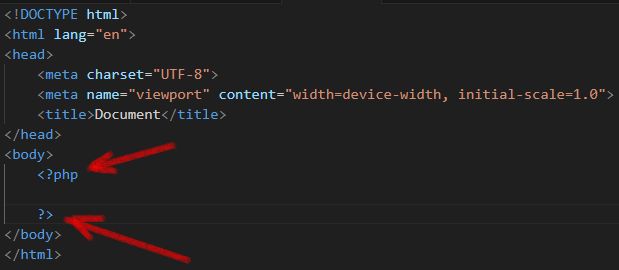 <!DOCTYPE html>
<html lang="en">
<head>
    <meta charset="UTF-8">
    <meta name="viewport" content="width=device-width, initial-scale=1.0">
    <title>Document</title>
</head>
<body>
    <?php

    ?>
</body>
</html>